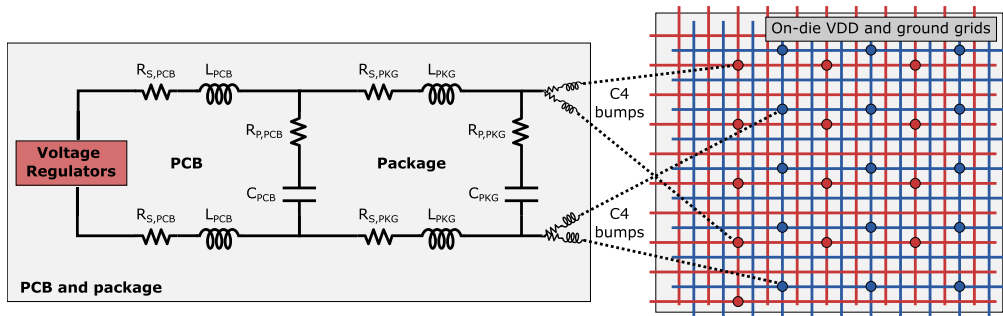 On-die VDD and ground grids
R_S,PCB
L_PCB
R_S,PKG
L_PKG
C4
bumps
R_P,PCB
R_P,PKG
Voltage
Regulators
PCB
Package
C_PCB
C_PKG
R_S,PCB
L_PCB
R_S,PKG
L_PKG
C4
bumps
PCB and package